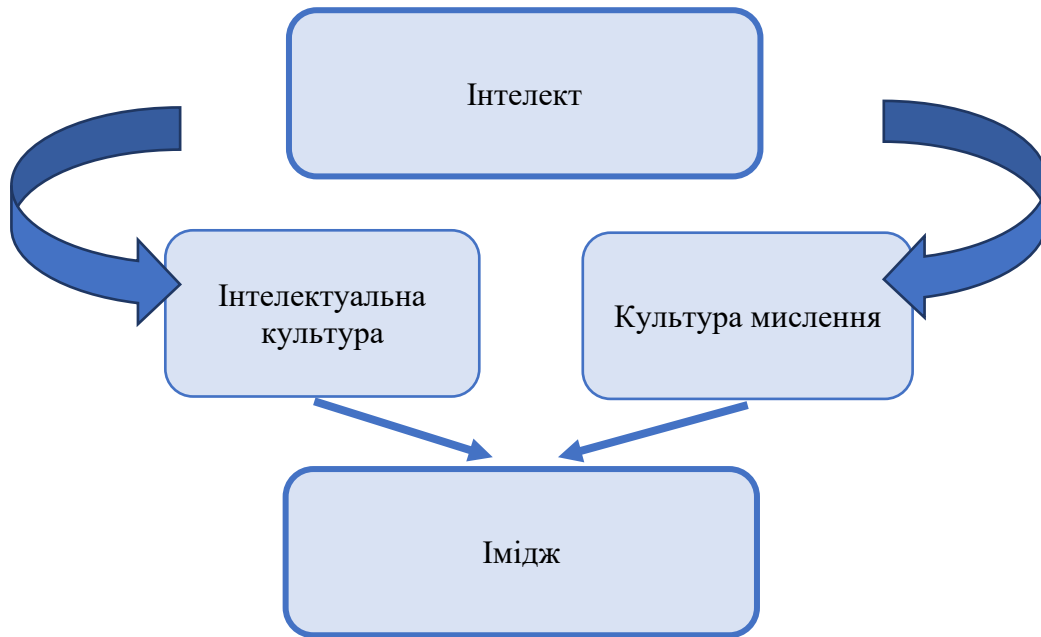 Інтелект
Інтелектуальна
культура
Культура мислення
Імідж